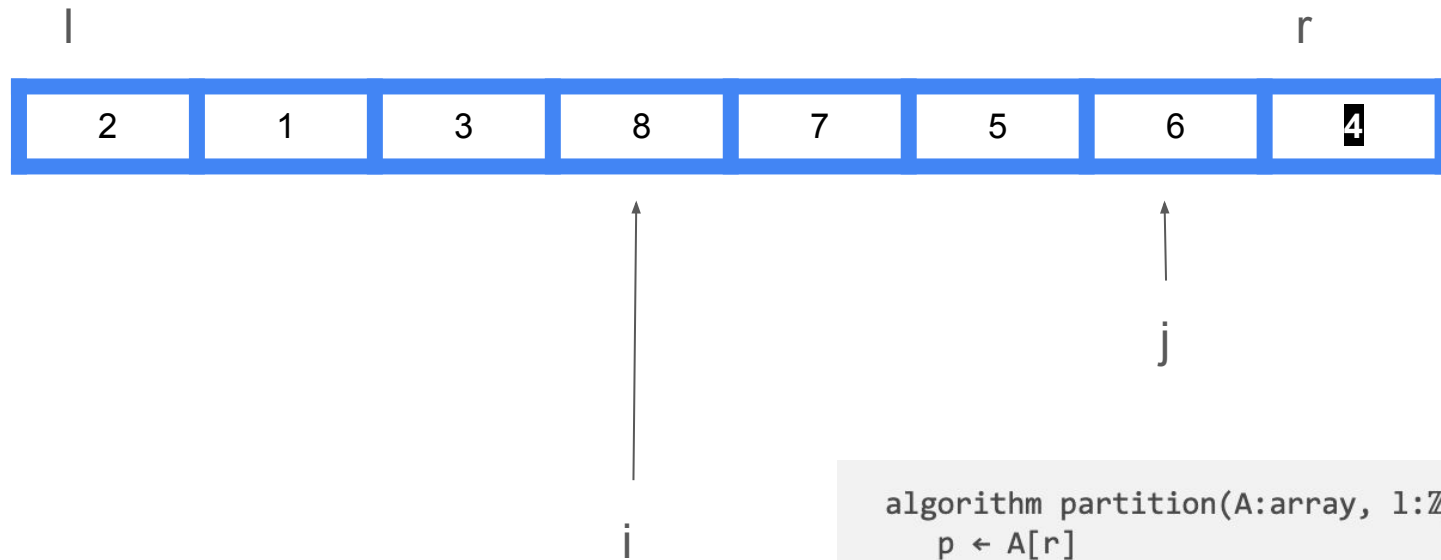 l r
2 1 3 8 7 5 6 4
j
i
algorithm partition(A:array, l:ℤ
p ← A[r]